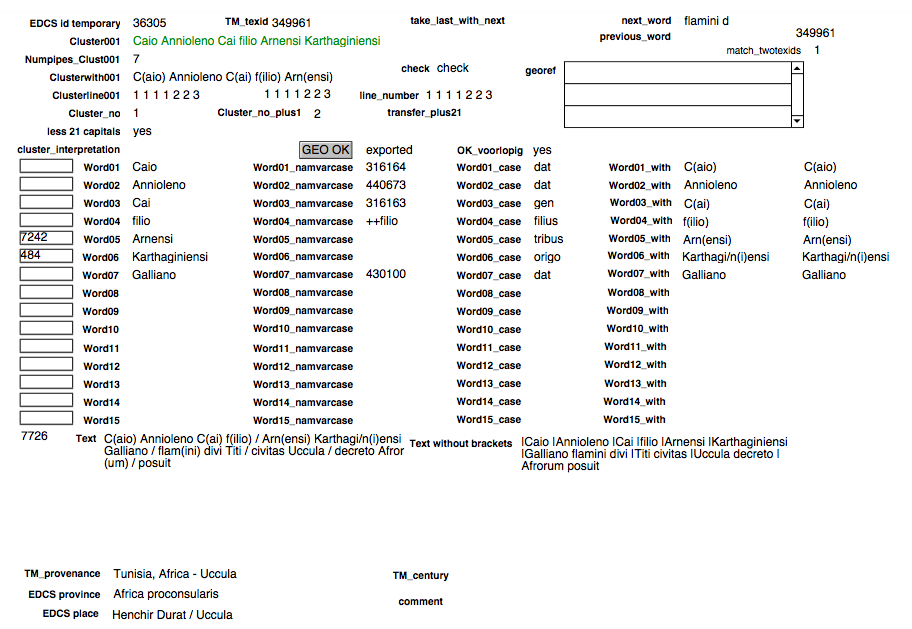 EDCS id temporary 36305 TM_texid 349961 take_last_with_next next_word flamini d
Cluster001 Caio Annioleno Cai filio Arnensi Karthaginiensi previous_word 349961
Numpipes_Clust001 7 match_twotexids 1
Clusterwith001 C(aio) Annioleno C(ai) f(ilio) Arn(ensi) check check georef
Clusterline001 1 1 1 1 2 2 3 1 1 1 1 2 2 3 line_number 1 1 1 1 2 2 3
Cluster_no 1 Cluster_no_plus1 2 transfer_plus21
less 21 capitals yes
cluster_interpretation GEO OK exported OK_voorlopig yes
Word01 Caio Word01_namvarcase 316164 Word01_case dat Word01_with C(aio) C(aio)
Word02 Annioleno Word02_namvarcase 440673 Word02_case dat Word02_with Annioleno Annioleno
Word03 Cai Word03_namvarcase 316163 Word03_case gen Word03_with C(ai) C(ai)
Word04 filio Word04_namvarcase ++filio Word04_case filius Word04_with f(ilio) f(ilio)
7242 Word05 Arnensi Word05_namvarcase Word05_case tribus Word05_with Arn(ensi) Arn(ensi)
484 Word06 Karthaginiensi Word06_namvarcase Word06_case origo Word06_with Karthagi/n(i)ensi Karthagi/n(i)ensi
Word07 Galliano Word07_namvarcase 430100 Word07_case dat Word07_with Galliano Galliano
Word08 Word08_namvarcase Word08_case Word08_with
Word09 Word09_namvarcase Word09_case Word09_with
Word10 Word10_namvarcase Word10_case Word10_with
Word11 Word11_namvarcase Word11_case Word11_with
Word12 Word12_namvarcase Word12_case Word12_with
Word13 Word13_namvarcase Word13_case Word13_with
Word14 Word14_namvarcase Word14_case Word14_with
Word15 Word15_namvarcase Word15_case Word15_with
7726 Text C(aio) Annioleno C(ai) f(ilio) / Arn(ensi) Karthagi/n(i)ensi
Galliano / flam(ini) divi Titi / civitas Uccula / decreto Afror
(um) / posuit
Text without brackets |Caio |Annioleno |Cai |filio |Arnensi |Karthaginiensi
|Galliano flamini divi |Titi civitas |Uccula decreto |
Afrorum posuit
TM_provenance Tunisia, Africa - Uccula TM_century
EDCS province Africa proconsularis comment
EDCS place Henchir Durat / Uccula